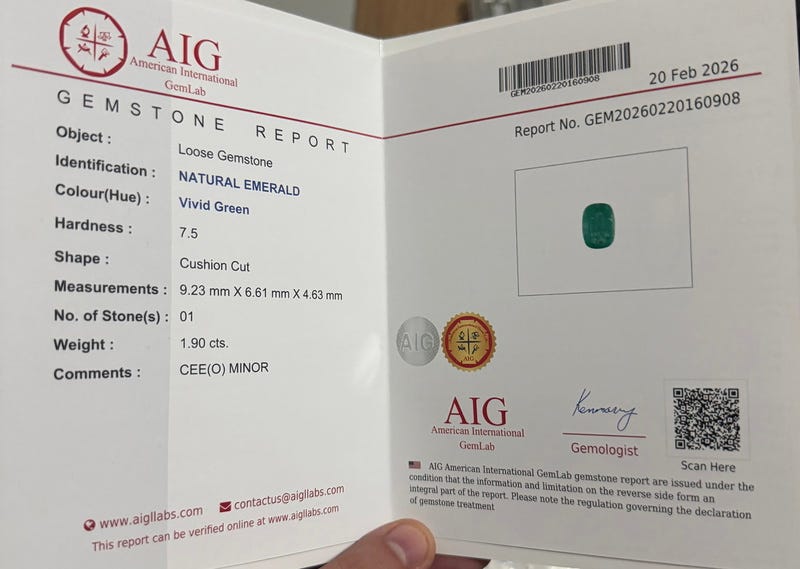 AIG
American International
GemLab
GEMSTONE REPORT
Object : Loose Gemstone
Identification : NATURAL EMERALD
Colour(Hue) : Vivid Green
Hardness : 7.5
Shape : Cushion Cut
Measurements : 9.23 mm X 6.61 mm X 4.63 mm
No. of Stone(s) : 01
Weight : 1.90 cts.
Comments : CEE(O) MINOR
www.aigllabs.com contactus@aigllabs.com
This report can be verified online at www.aigllabs.com
GEM20260220160908
20 Feb 2026
Report No. GEM20260220160908
AIG
AIG
AIG
American International
GemLab
Gemologist
Scan Here
AIG American International GemLab gemstone report are issued under the
condition that the information and limitation on the reverse side form an
integral part of the report. Please note the regulation governing the declaration
of gemstone treatment